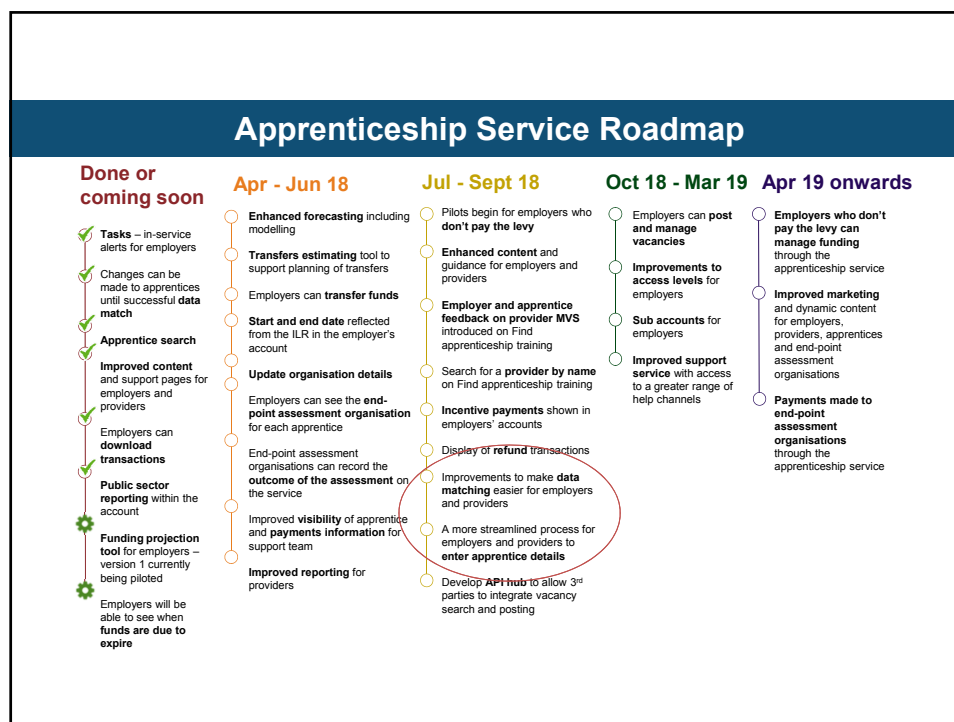 Apprenticeship Service Roadmap
Done or
coming soon
Tasks – in-service
alerts for employers
Changes can be
made to apprentices
until successful data
match
Apprentice search
Improved content
and support pages for
employers and
providers
Employers can
download
transactions
Public sector
reporting within the
account
Funding projection
tool for employers –
version 1 currently
being piloted
Employers will be
able to see when
funds are due to
expire
Apr - Jun 18
Enhanced forecasting including
modelling
Transfers estimating tool to
support planning of transfers
Employers can transfer funds
Start and end date reflected
from the ILR in the employer's
account
Update organisation details
Employers can see the end-
point assessment organisation
for each apprentice
End-point assessment
organisations can record the
outcome of the assessment on
the service
Improved visibility of apprentice
and payments information for
support team
Improved reporting for
providers
Jul - Sept 18
Pilots begin for employers who
don't pay the levy
Enhanced content and
guidance for employers and
providers
Employer and apprentice
feedback on provider MVS
introduced on Find
apprenticeship training
Search for a provider by name
on Find apprenticeship training
Incentive payments shown in
employers' accounts
Display of refund transactions
Improvements to make data
matching easier for employers
and providers
A more streamlined process for
employers and providers to
enter apprentice details
Develop API hub to allow 3rd
parties to integrate vacancy
search and posting
Oct 18 - Mar 19
Employers can post
and manage
vacancies
Improvements to
access levels for
employers
Sub accounts for
employers
Improved support
service with access
to a greater range of
help channels
Apr 19 onwards
Employers who don't
pay the levy can
manage funding
through the
apprenticeship service
Improved marketing
and dynamic content
for employers,
providers, apprentices
and end-point
assessment
organisations
Payments made to
end-point
assessment
organisations
through the
apprenticeship service